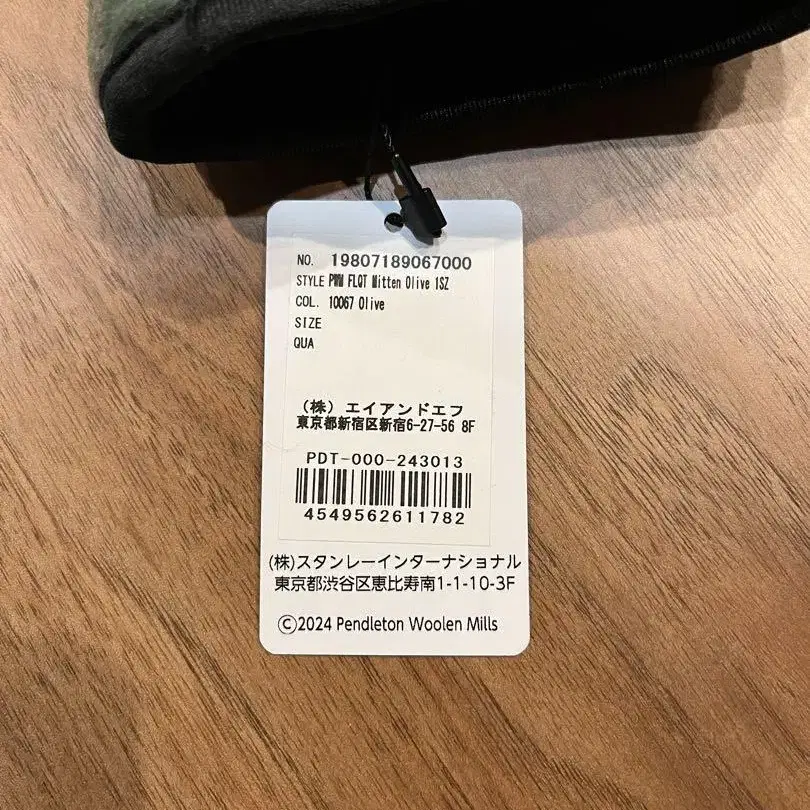 NO. 19807189067000
STYLE PWM FLQT Mitten Olive 1SZ
COL. 10067 Olive
SIZE
QUA
(株) エイアンドエフ
東京都新宿区新宿6-27-56 8F
PDT-000-243013
4549562611782
(株)スタンレーインターナショナル
東京都渋谷区恵比寿南1-1-10-3F
©2024 Pendleton Woolen Mills